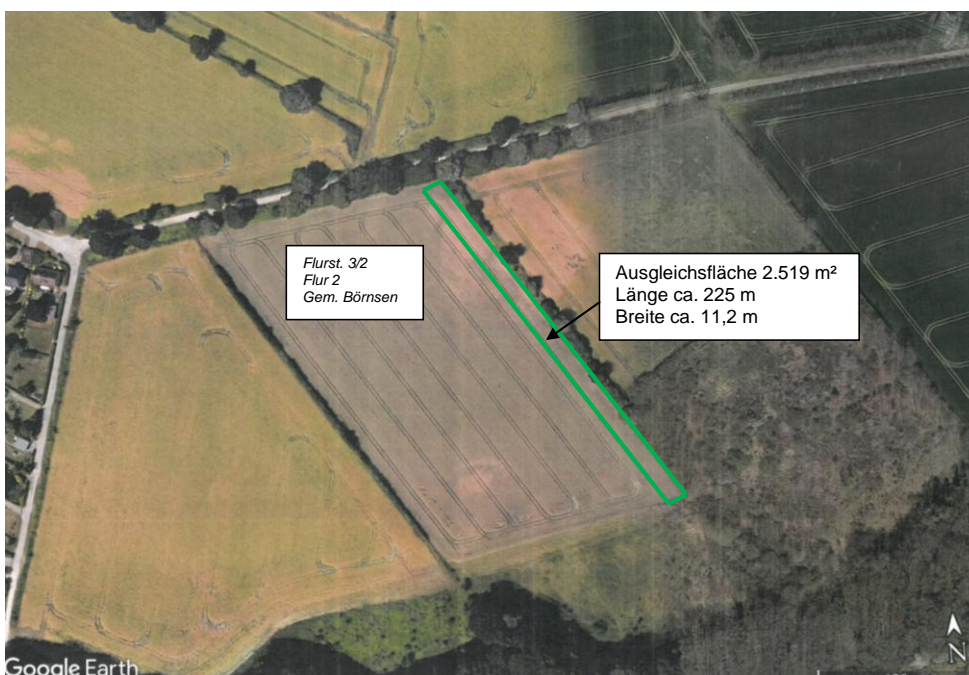 Flurst. 3/2
Flur 2
Gem. Börnsen
Ausgleichsfläche 2.519 m²
Länge ca. 225 m
Breite ca. 11,2 m
N
Google Earth